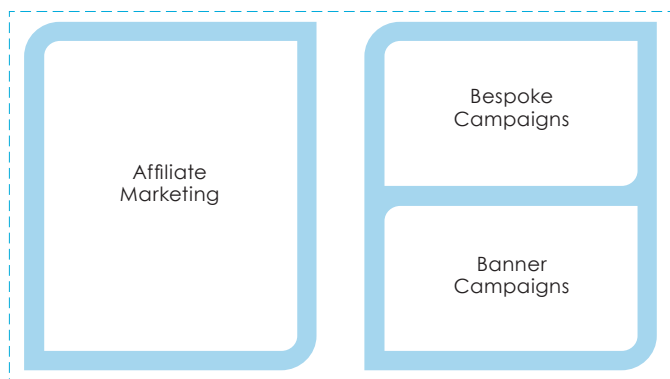 Affiliate
Marketing
Bespoke
Campaigns
Banner
Campaigns